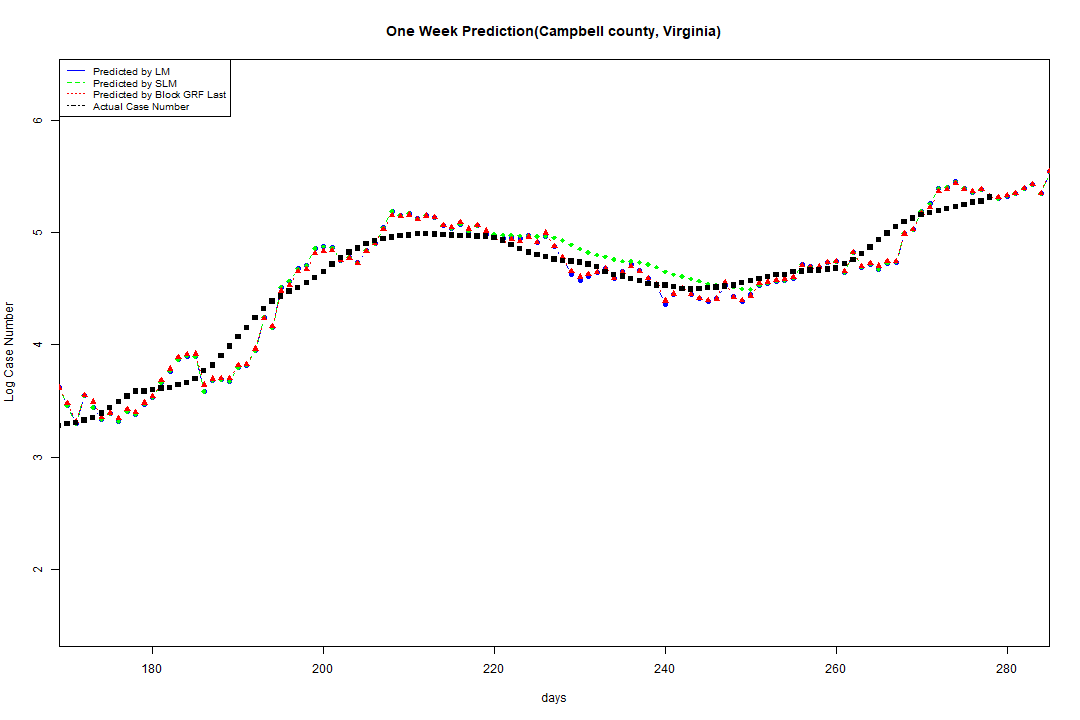 One Week Prediction(Campbell county, Virginia)
Predicted by LM
Predicted by SLM
Predicted by Block GRF Last
Actual Case Number
6
5
4
3
2
Log Case Number
180 200 220 240 260 280
days